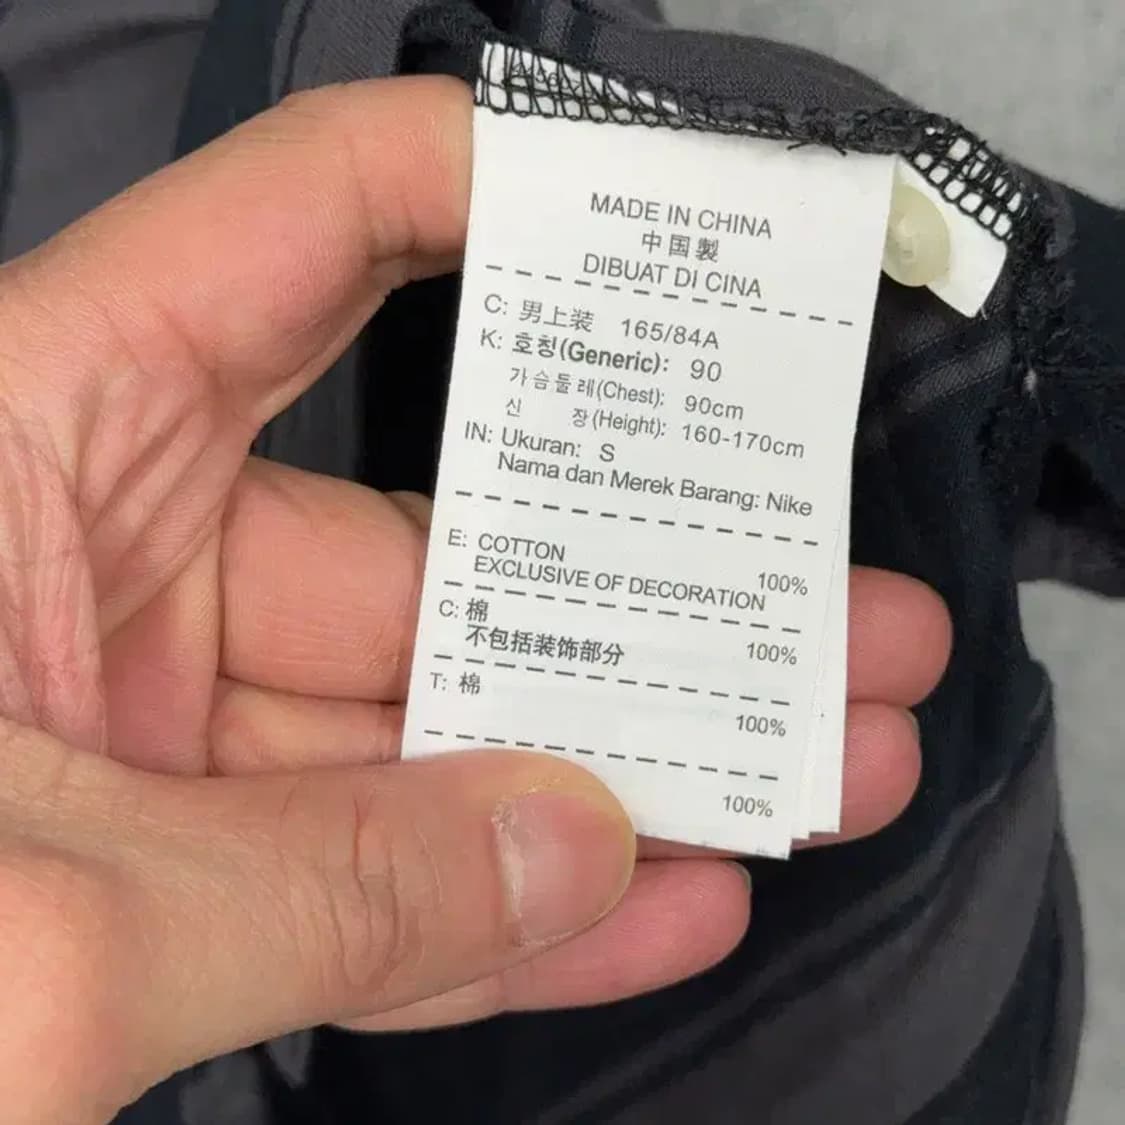 MADE IN CHINA
中国製
DIBUAT DI CINA
C: 男上装 165/84A
K: 호칭(Generic): 90
가슴둘레(Chest): 90cm
신 장(Height): 160-170cm
IN: Ukuran: S
Nama dan Merek Barang: Nike
E: COTTON 100%
EXCLUSIVE OF DECORATION
C: 棉 100%
不包括装饰部分
T: 棉 100%
100%